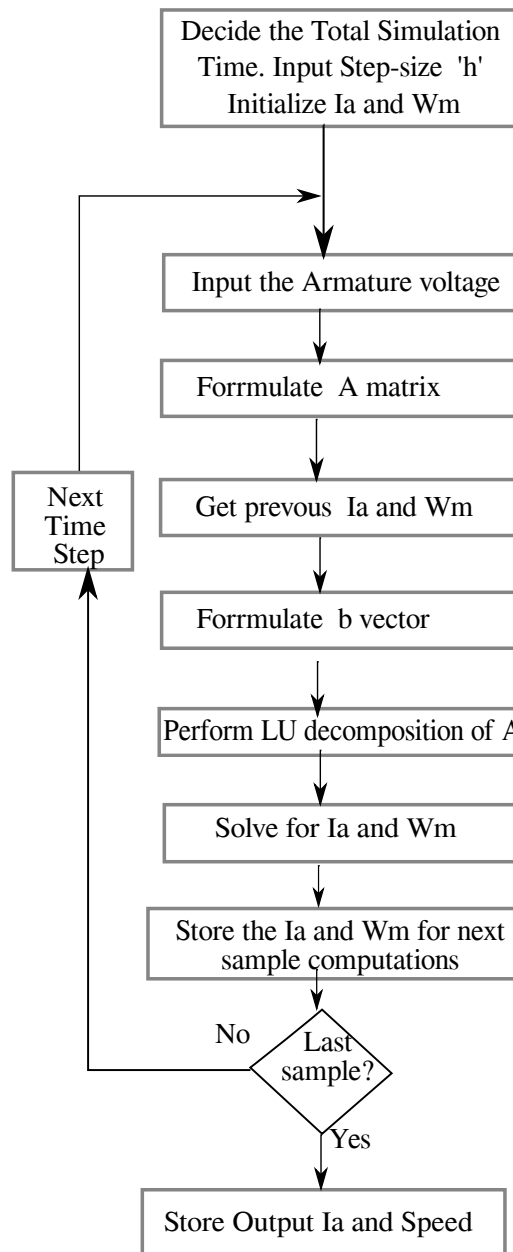 Decide the Total Simulation
Time. Input Step-size 'h'
Initialize Ia and Wm
Input the Armature voltage
Forrmulate A matrix
Get prevous Ia and Wm
Next
Time
Step
Forrmulate b vector
Perform LU decomposition of A
Solve for Ia and Wm
Store the Ia and Wm for next
sample computations
No
Last
sample?
Yes
Store Output Ia and Speed